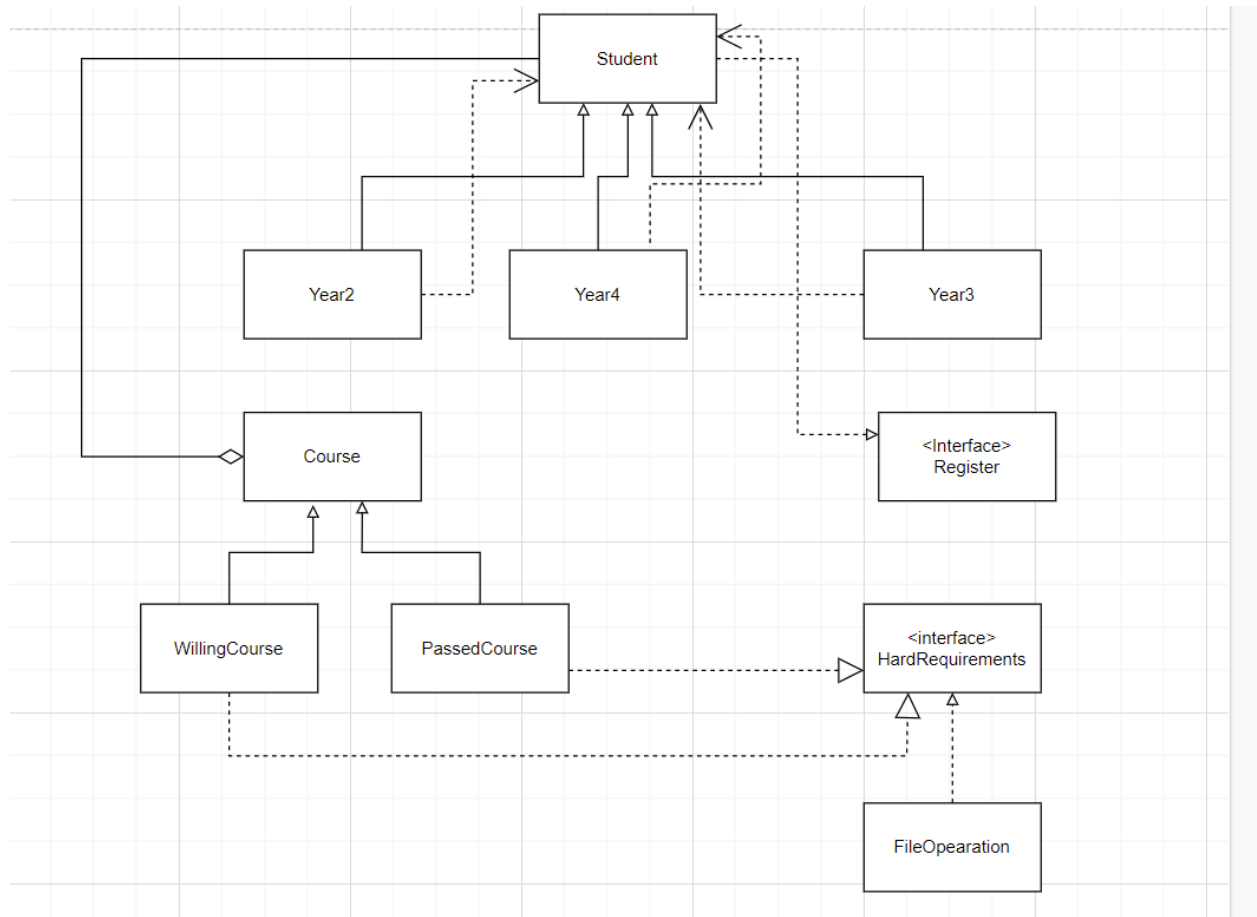 Student
Year2
Year4
Year3
Course
<Interface>
Register
WillingCourse
PassedCourse
<interface>
HardRequirements
FileOpearation